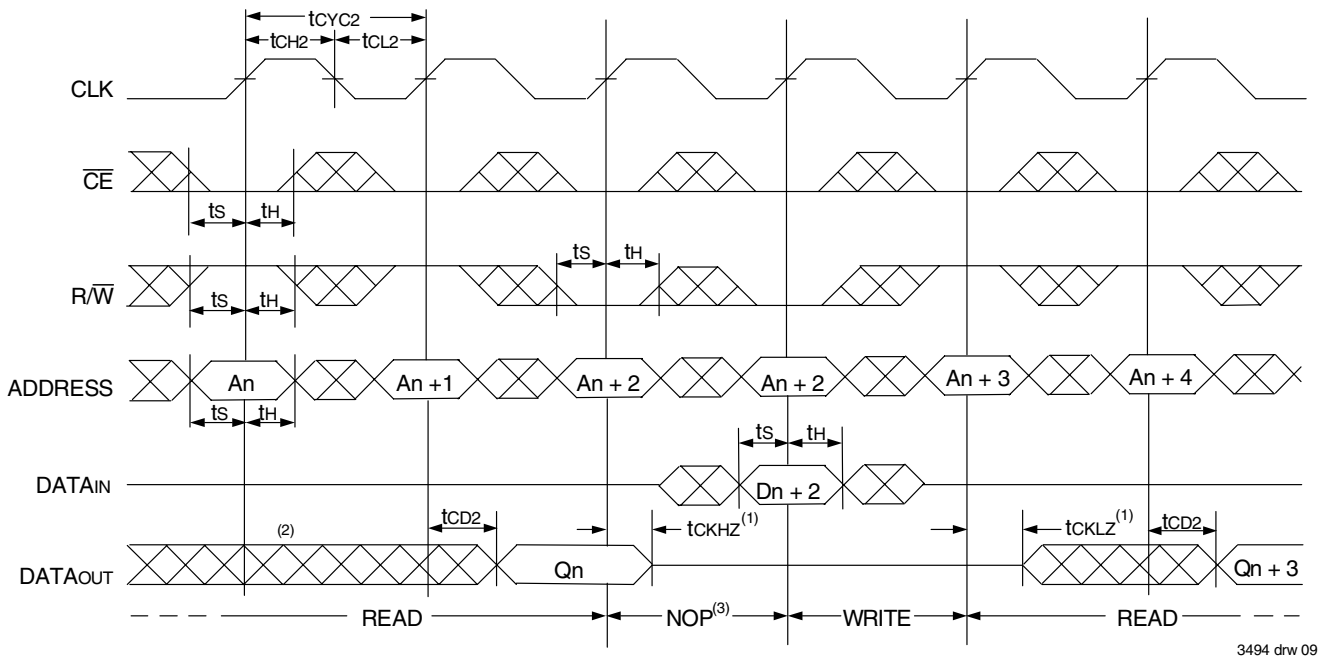 tCYC2
tCH2 tCL2
CLK
CE
tS tH
tS tH
R/W
tS tH
ADDRESS An An +1 An + 2 An + 2 An + 3 An + 4
tS tH
tS tH
DATAIN Dn + 2
tCD2 tCKHZ(1) tCKLZ(1) tCD2
(2)
DATAOUT Qn Qn + 3
READ NOP(3) WRITE READ
3494 drw 09